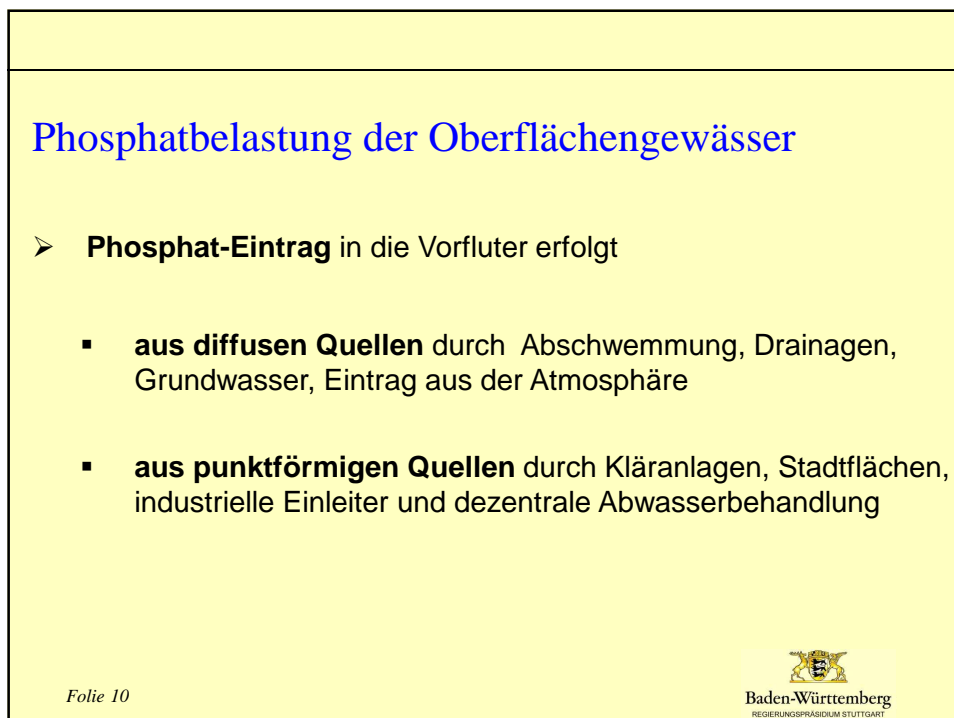 Phosphatbelastung der Oberflächengewässer
➢ Phosphat-Eintrag in die Vorfluter erfolgt
▪ aus diffusen Quellen durch Abschwemmung, Drainagen,
Grundwasser, Eintrag aus der Atmosphäre
▪ aus punktförmigen Quellen durch Kläranlagen, Stadtflächen,
industrielle Einleiter und dezentrale Abwasserbehandlung
Folie 10
Baden-Württemberg
REGIERUNGSPRÄSIDIUM STUTTGART